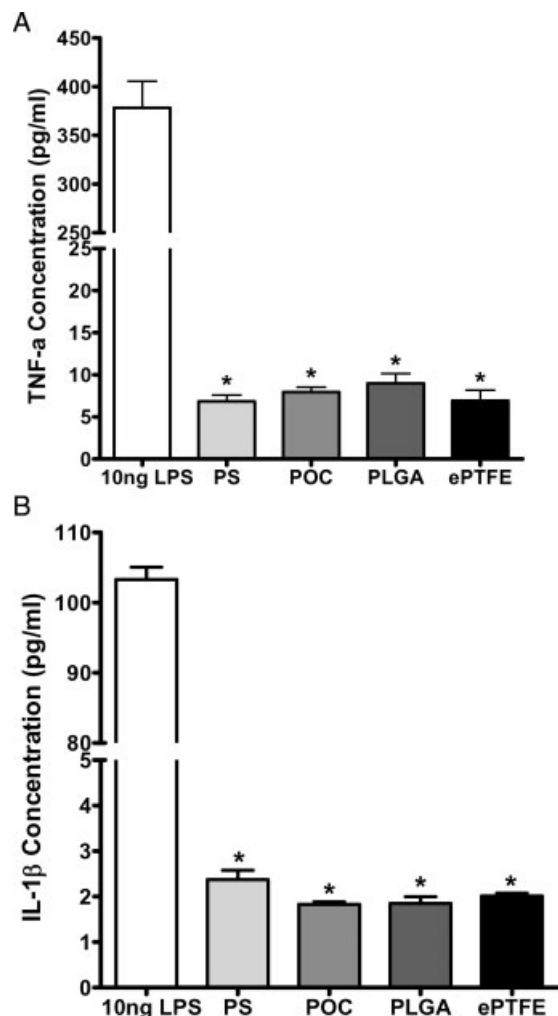 A
TNF-a Concentration (pg/ml)
450
400
350
300
250
25
20
15
10
5
0
* * * *
10ng LPS PS POC PLGA ePTFE
B
IL-1β Concentration (pg/ml)
110
100
90
80
5
4
3
2
1
0
* * * *
10ng LPS PS POC PLGA ePTFE